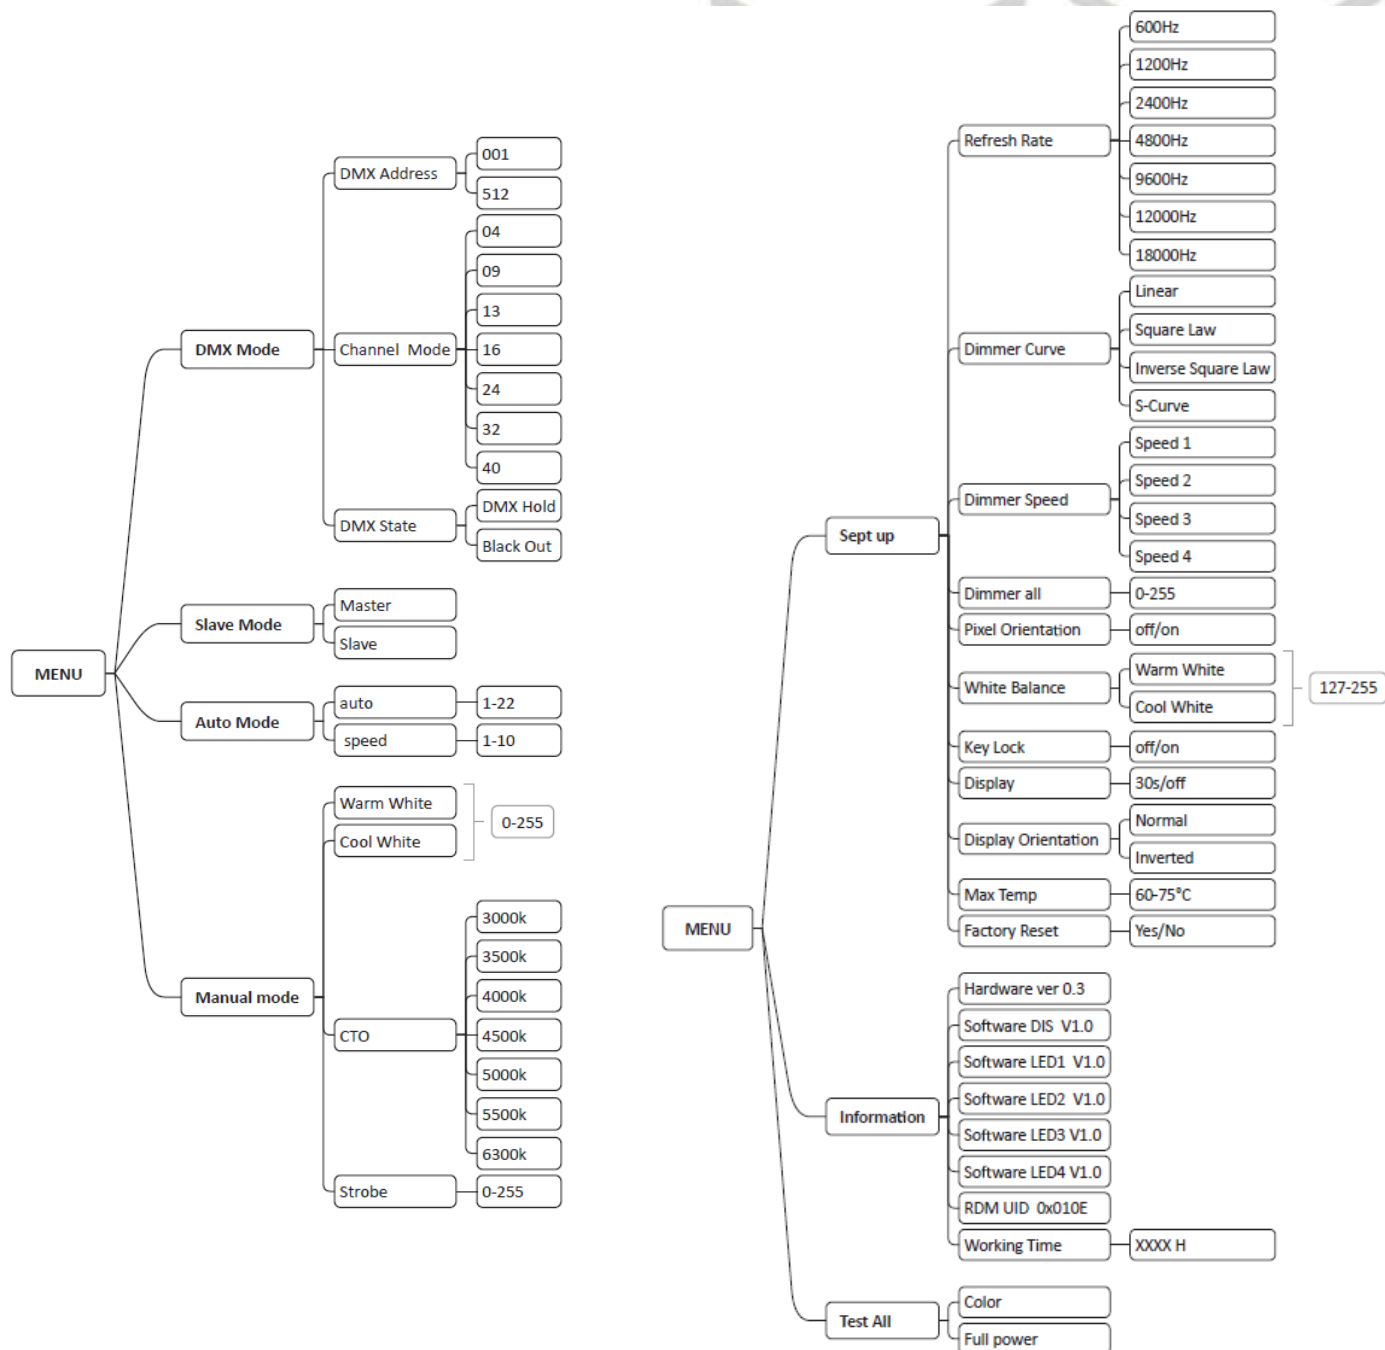 MENU
DMX Mode
DMX Address
001
512
Channel Mode
04
09
13
16
24
32
40
DMX State
DMX Hold
Black Out
Slave Mode
Master
Slave
Auto Mode
auto
1-22
speed
1-10
Manual mode
Warm White
Cool White
0-255
CTO
3000k
3500k
4000k
4500k
5000k
5500k
6300k
Strobe
0-255
MENU
Sept up
Refresh Rate
600Hz
1200Hz
2400Hz
4800Hz
9600Hz
12000Hz
18000Hz
Dimmer Curve
Linear
Square Law
Inverse Square Law
S-Curve
Dimmer Speed
Speed 1
Speed 2
Speed 3
Speed 4
Dimmer all
0-255
Pixel Orientation
off/on
White Balance
Warm White
Cool White
127-255
Key Lock
off/on
Display
30s/off
Display Orientation
Normal
Inverted
Max Temp
60-75°C
Factory Reset
Yes/No
Information
Hardware ver 0.3
Software DIS V1.0
Software LED1 V1.0
Software LED2 V1.0
Software LED3 V1.0
Software LED4 V1.0
RDM UID 0x010E
Working Time
XXXX H
Test All
Color
Full power